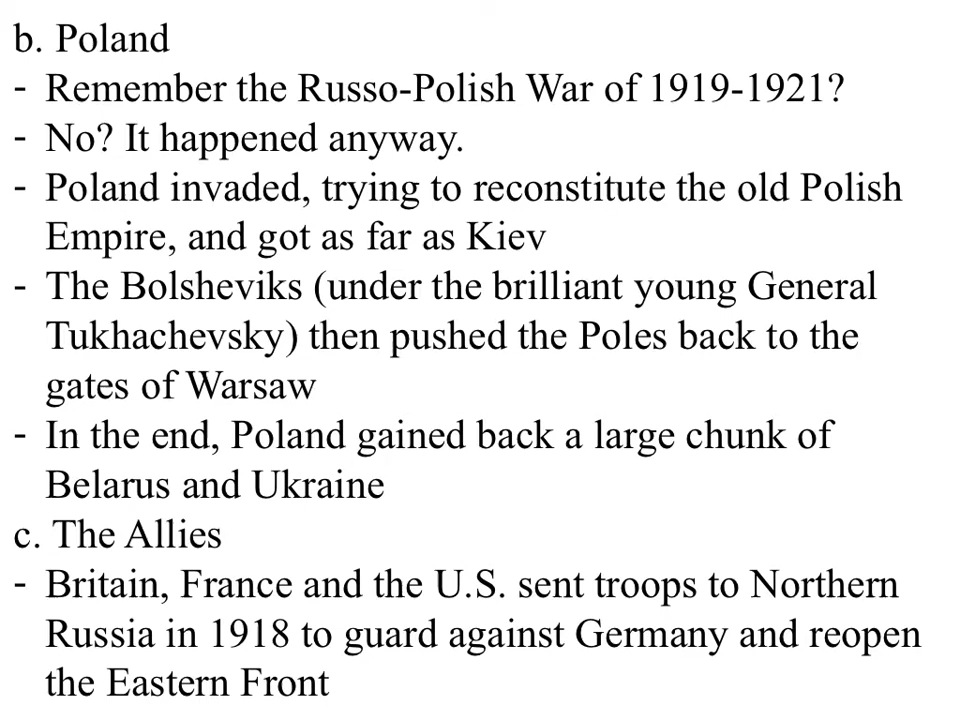 b. Poland
- Remember the Russo-Polish War of 1919-1921?
- No? It happened anyway.
- Poland invaded, trying to reconstitute the old Polish
Empire, and got as far as Kiev
- The Bolsheviks (under the brilliant young General
Tukhachevsky) then pushed the Poles back to the
gates of Warsaw
- In the end, Poland gained back a large chunk of
Belarus and Ukraine
c. The Allies
- Britain, France and the U.S. sent troops to Northern
Russia in 1918 to guard against Germany and reopen
the Eastern Front